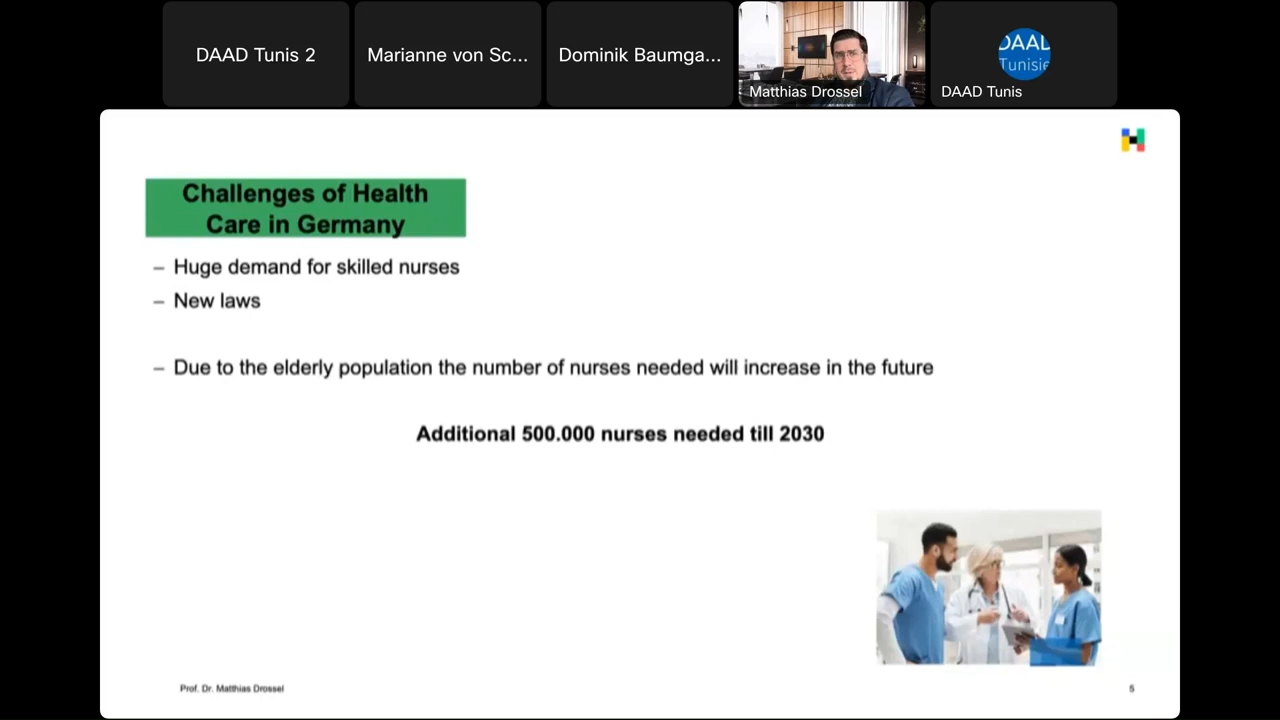 DAAD Tunis 2
Marianne von Sc...
Dominik Baumga...
Matthias Drossel
DAAD
Tunisie
DAAD Tunis
Challenges of Health
Care in Germany
– Huge demand for skilled nurses
– New laws
– Due to the elderly population the number of nurses needed will increase in the future
Additional 500.000 nurses needed till 2030
Prof. Dr. Matthias Drossel
5